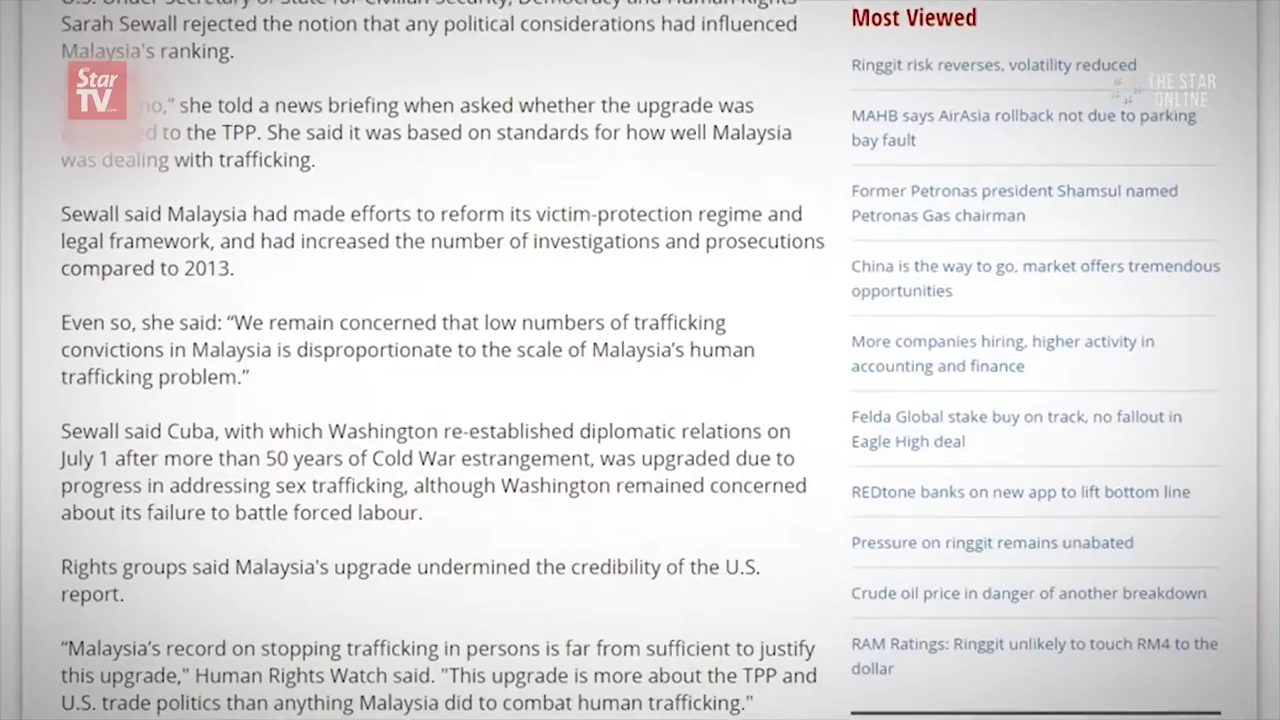 U.S. Under Secretary of State for Civilian Security, Democracy and Human Rights
Sarah Sewall rejected the notion that any political considerations had influenced
Malaysia's ranking.
Star
TV
no," she told a news briefing when asked whether the upgrade was
to the TPP. She said it was based on standards for how well Malaysia
was dealing with trafficking.
Sewall said Malaysia had made efforts to reform its victim-protection regime and
legal framework, and had increased the number of investigations and prosecutions
compared to 2013.
Even so, she said: “We remain concerned that low numbers of trafficking
convictions in Malaysia is disproportionate to the scale of Malaysia’s human
trafficking problem.”
Sewall said Cuba, with which Washington re-established diplomatic relations on
July 1 after more than 50 years of Cold War estrangement, was upgraded due to
progress in addressing sex trafficking, although Washington remained concerned
about its failure to battle forced labour.
Rights groups said Malaysia's upgrade undermined the credibility of the U.S.
report.
“Malaysia’s record on stopping trafficking in persons is far from sufficient to justify
this upgrade," Human Rights Watch said. "This upgrade is more about the TPP and
U.S. trade politics than anything Malaysia did to combat human trafficking."
Most Viewed
Ringgit risk reverses, volatility reduced
THE STAR
ONLINE
MAHB says AirAsia rollback not due to parking
bay fault
Former Petronas president Shamsul named
Petronas Gas chairman
China is the way to go, market offers tremendous
opportunities
More companies hiring, higher activity in
accounting and finance
Felda Global stake buy on track, no fallout in
Eagle High deal
REDtone banks on new app to lift bottom line
Pressure on ringgit remains unabated
Crude oil price in danger of another breakdown
RAM Ratings: Ringgit unlikely to touch RM4 to the
dollar